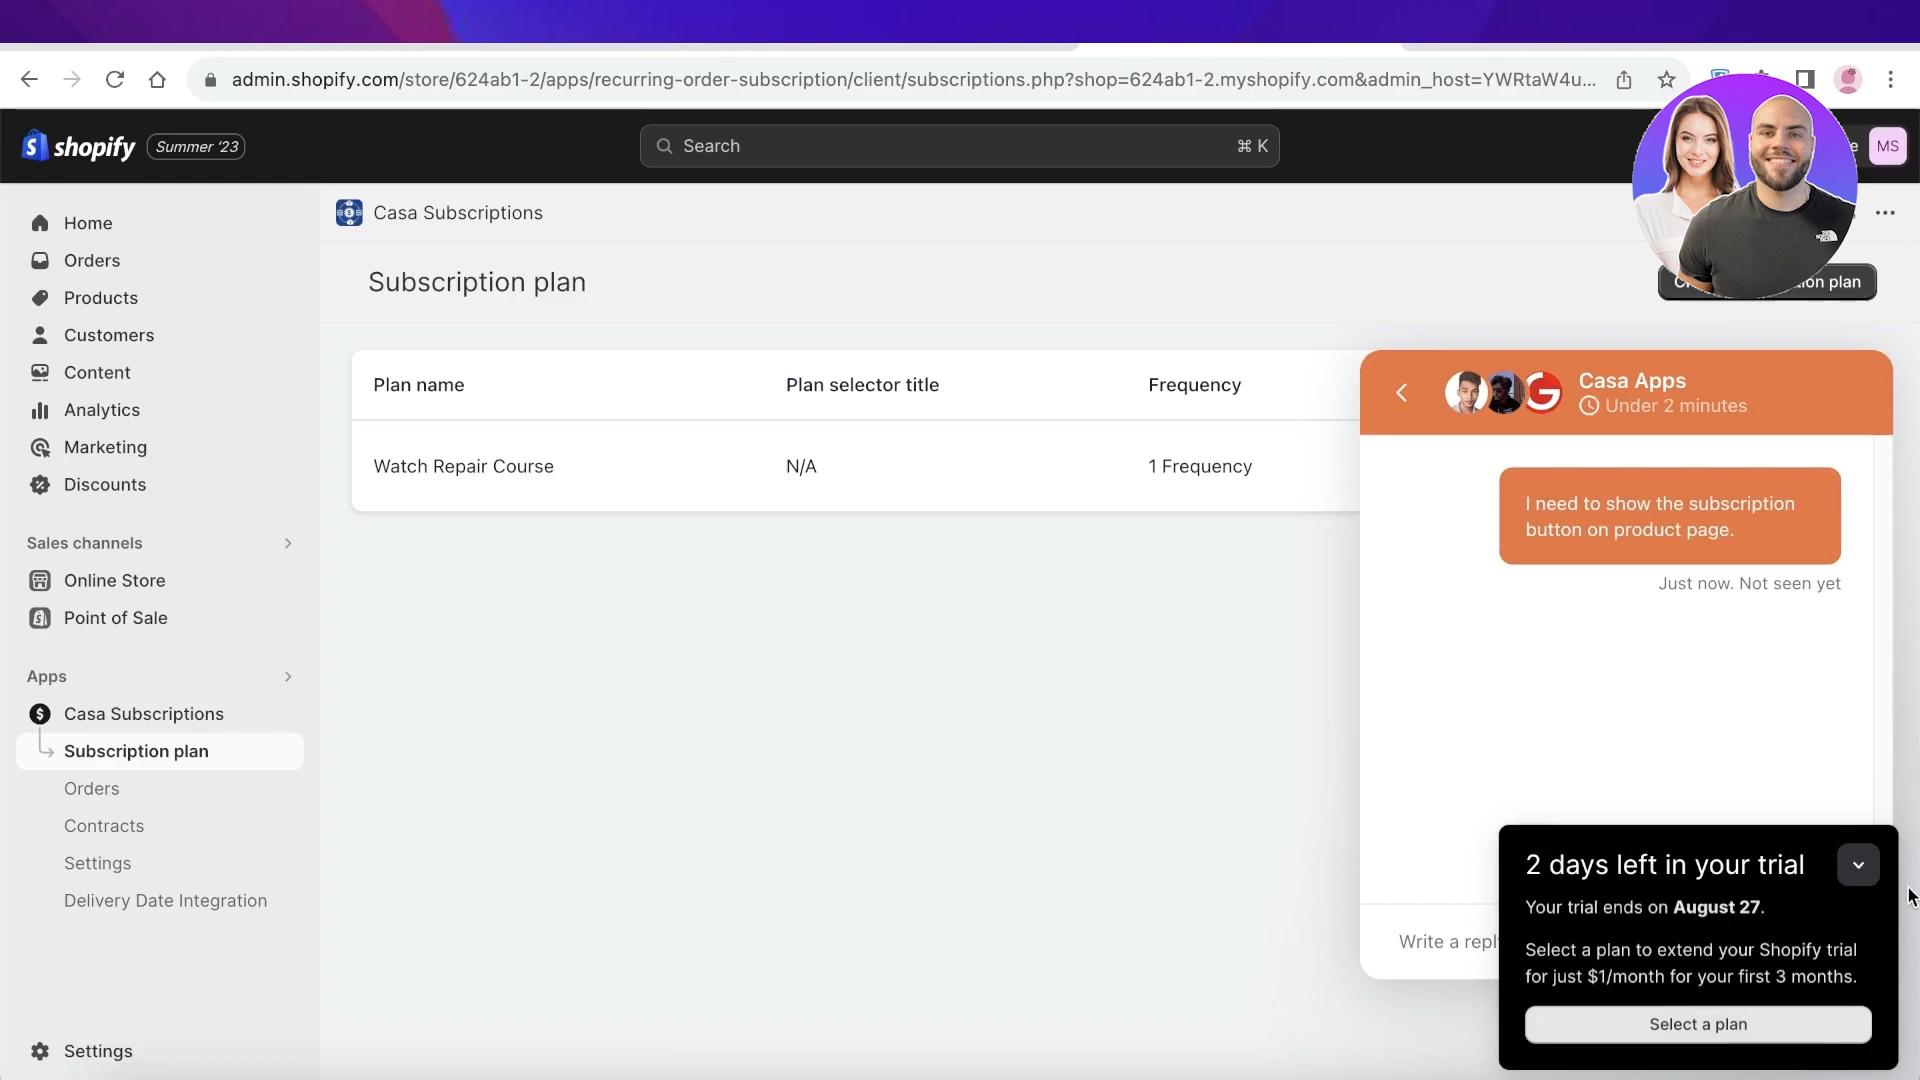 admin.shopify.com/store/624ab1-2/apps/recurring-order-subscription/client/subscriptions.php?shop=624ab1-2.myshopify.com&admin_host=YWRtaW4u...
shopify
Summer '23
Search
⌘ K
MS
Home
Orders
Products
Customers
Content
Analytics
Marketing
Discounts
Sales channels
Online Store
Point of Sale
Apps
Casa Subscriptions
Subscription plan
Orders
Contracts
Settings
Delivery Date Integration
Settings
Casa Subscriptions
Subscription plan
plan
Plan name
Plan selector title
Frequency
Watch Repair Course
N/A
1 Frequency
Casa Apps
Under 2 minutes
I need to show the subscription
button on product page.
Just now. Not seen yet
Write a repl
2 days left in your trial
Your trial ends on August 27.
Select a plan to extend your Shopify trial
for just $1/month for your first 3 months.
Select a plan